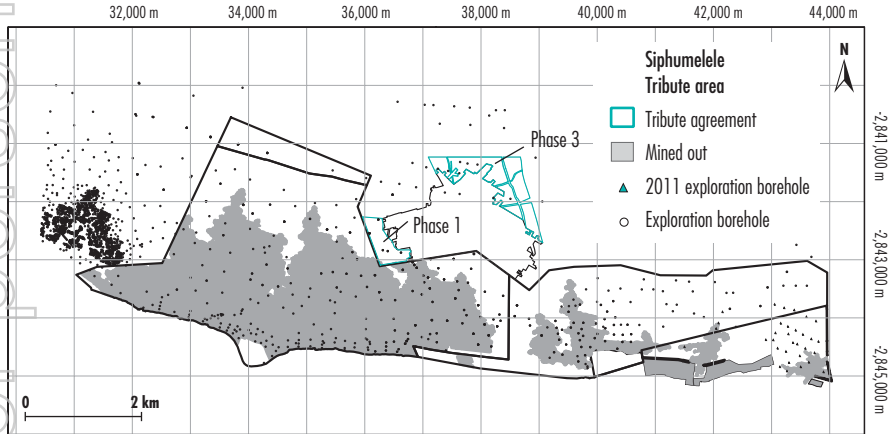 32,000 m
34,000 m
36,000 m
38,000 m
40,000 m
42,000 m
44,000 m
Siphumelele
Tribute area
Tribute agreement
Mined out
2011 exploration borehole
Exploration borehole
N
Phase 3
Phase 1
-2,841,000 m
-2,843,000 m
-2,845,000 m
0 2 km